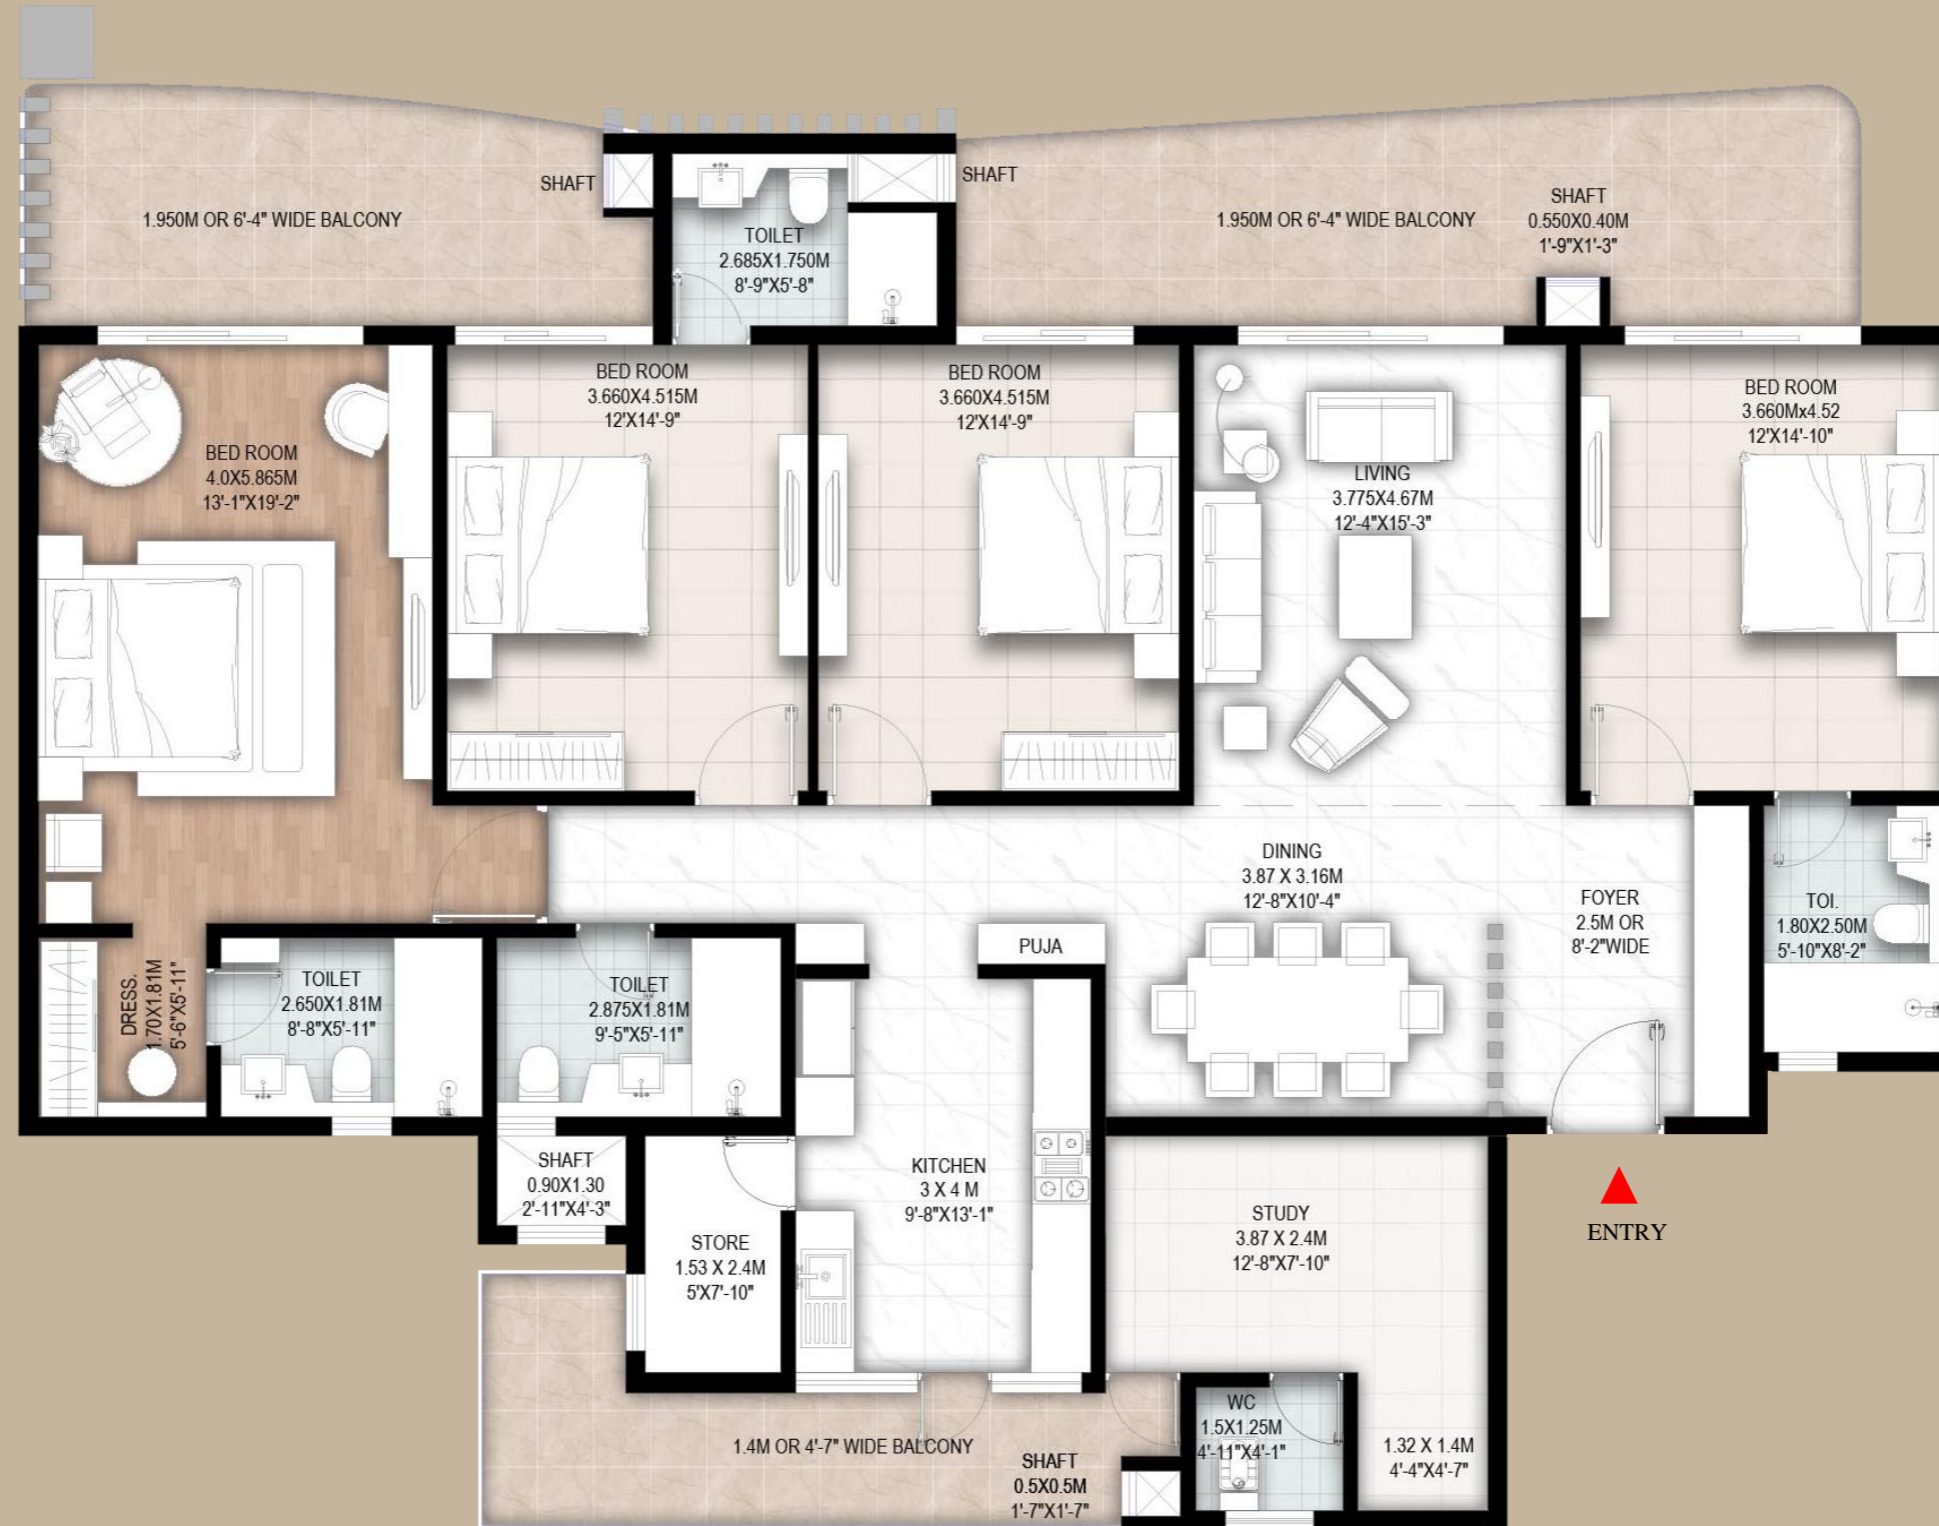 SHAFT
1.950M OR 6'-4" WIDE BALCONY
TOILET
2.685X1.750M
8'-9"X5'-8"
SHAFT
1.950M OR 6'-4" WIDE BALCONY
SHAFT
0.550X0.40M
1'-9"X1'-3"
BED ROOM
4.0X5.865M
13'-1"X19'-2"
BED ROOM
3.660X4.515M
12'X14'-9"
BED ROOM
3.660X4.515M
12'X14'-9"
LIVING
3.775X4.67M
12'-4"X15'-3"
BED ROOM
3.660Mx4.52
12'X14'-10"
DINING
3.87 X 3.16M
12'-8"X10'-4"
FOYER
2.5M OR
8'-2"WIDE
TOI.
1.80X2.50M
5'-10"X8'-2"
PUJA
DRESS.
1.70X1.81M
5'-6"X5'-11"
TOILET
2.650X1.81M
8'-8"X5'-11"
TOILET
2.875X1.81M
9'-5"X5'-11"
SHAFT
0.90X1.30
2'-11"X4'-3"
STORE
1.53 X 2.4M
5'X7'-10"
KITCHEN
3 X 4 M
9'-8"X13'-1"
STUDY
3.87 X 2.4M
12'-8"X7'-10"
ENTRY
1.4M OR 4'-7" WIDE BALCONY
SHAFT
0.5X0.5M
1'-7"X1'-7"
WC
1.5X1.25M
4'-11"X4'-1"
1.32 X 1.4M
4'-4"X4'-7"